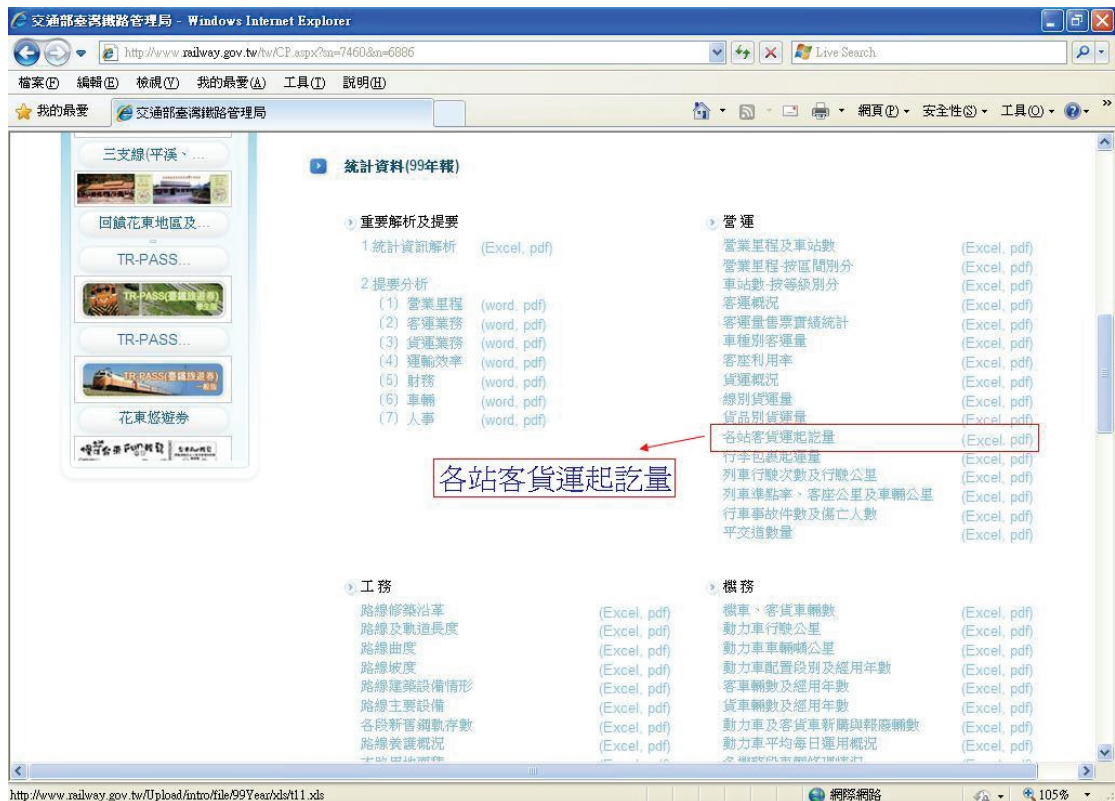 交通部臺灣鐵路管理局 - Windows Internet Explorer
http://www.railway.gov.tw/tw/CP.aspx?sn=7460&n=6886
Live Search
檔案(F) 編輯(E) 檢視(V) 我的最愛(A) 工具(T) 說明(H)
我的最愛
交通部臺灣鐵路管理局
網頁(P) 安全性(S) 工具(O)
三支線(平溪、...
回饋花東地區及...
TR-PASS...
TR-PASS(臺鐵旅遊券)
學生版
TR-PASS...
TR-PASS(臺鐵旅遊券)
一般版
花東悠遊券
統計資料(99年報)
重要解析及提要
1.統計資訊解析 (Excel, pdf)
2.提要分析
(1) 營業里程 (word, pdf)
(2) 客運業務 (word, pdf)
(3) 貨運業務 (word, pdf)
(4) 運輸效率 (word, pdf)
(5) 財務 (word, pdf)
(6) 車輛 (word, pdf)
(7) 人事 (word, pdf)
營運
營業里程及車站數 (Excel, pdf)
營業里程-按區間別分 (Excel, pdf)
車站數-按等級別分 (Excel, pdf)
客運概況 (Excel, pdf)
客運量售票實績統計 (Excel, pdf)
車種別客運量 (Excel, pdf)
客座利用率 (Excel, pdf)
貨運概況 (Excel, pdf)
線別貨運量 (Excel, pdf)
貨品別貨運量 (Excel, pdf)
各站客貨運起訖量 (Excel, pdf)
行李包裹起運量 (Excel, pdf)
列車行駛次數及行駛公里 (Excel, pdf)
列車準點率、客座公里及車輛公里 (Excel, pdf)
行車事故件數及傷亡人數 (Excel, pdf)
平交道數量 (Excel, pdf)
各站客貨運起訖量
工務
路線修築沿革 (Excel, pdf)
路線及軌道長度 (Excel, pdf)
路線曲度 (Excel, pdf)
路線坡度 (Excel, pdf)
路線建築設備情形 (Excel, pdf)
路線主要設備 (Excel, pdf)
各段新舊鋼軌存數 (Excel, pdf)
路線養護概況 (Excel, pdf)
機務
機車、客貨車輛數 (Excel, pdf)
動力車行駛公里 (Excel, pdf)
動力車車輛噸公里 (Excel, pdf)
動力車配置段別及經用年數 (Excel, pdf)
客車輛數及經用年數 (Excel, pdf)
貨車輛數及經用年數 (Excel, pdf)
動力車及客貨車新購與報廢輛數 (Excel, pdf)
動力車平均每日運用概況 (Excel, pdf)
http://www.railway.gov.tw/Upload/intro/file/99Year/xls/t11.xls
網際網路
105%